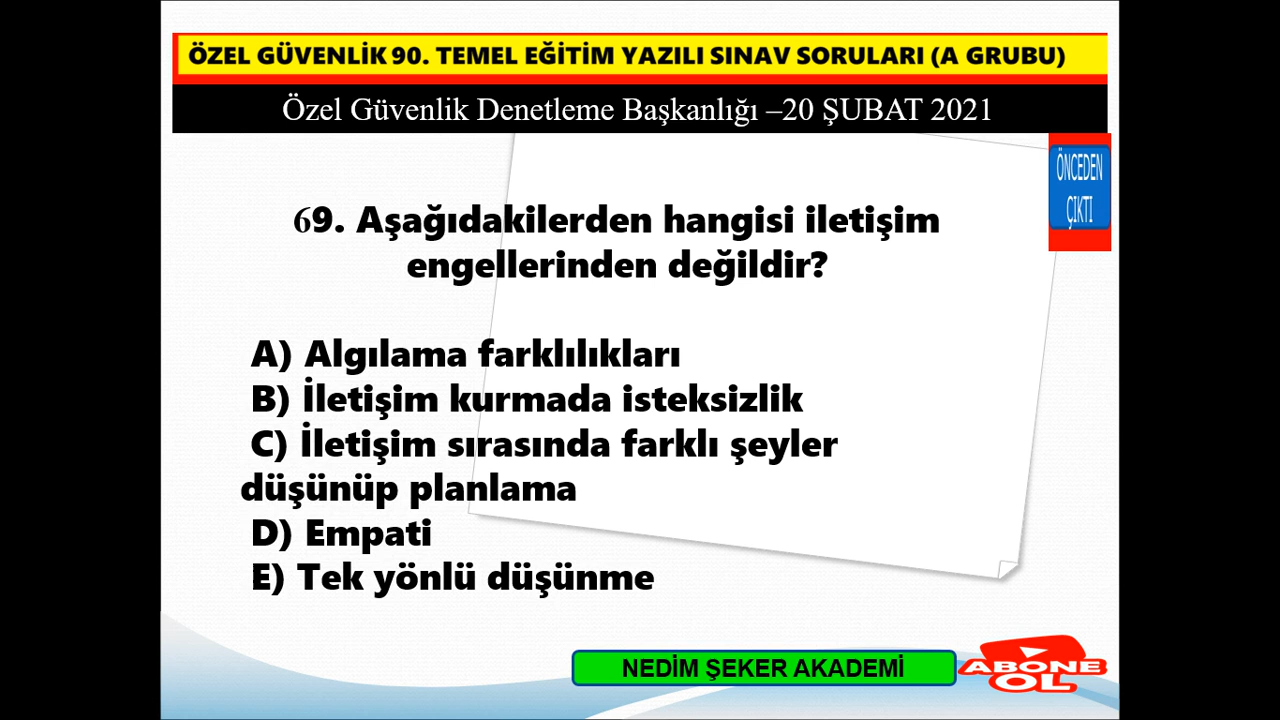 ÖZEL GÜVENLİK 90. TEMEL EĞİTİM YAZILI SINAV SORULARI (A GRUBU)
Özel Güvenlik Denetleme Başkanlığı –20 ŞUBAT 2021
ÖNCEDEN
ÇIKTI
69. Aşağıdakilerden hangisi iletişim
engellerinden değildir?
A) Algılama farklılıkları
B) İletişim kurmada isteksizlik
C) İletişim sırasında farklı şeyler
düşünüp planlama
D) Empati
E) Tek yönlü düşünme
NEDİM ŞEKER AKADEMİ
ABONE
OL